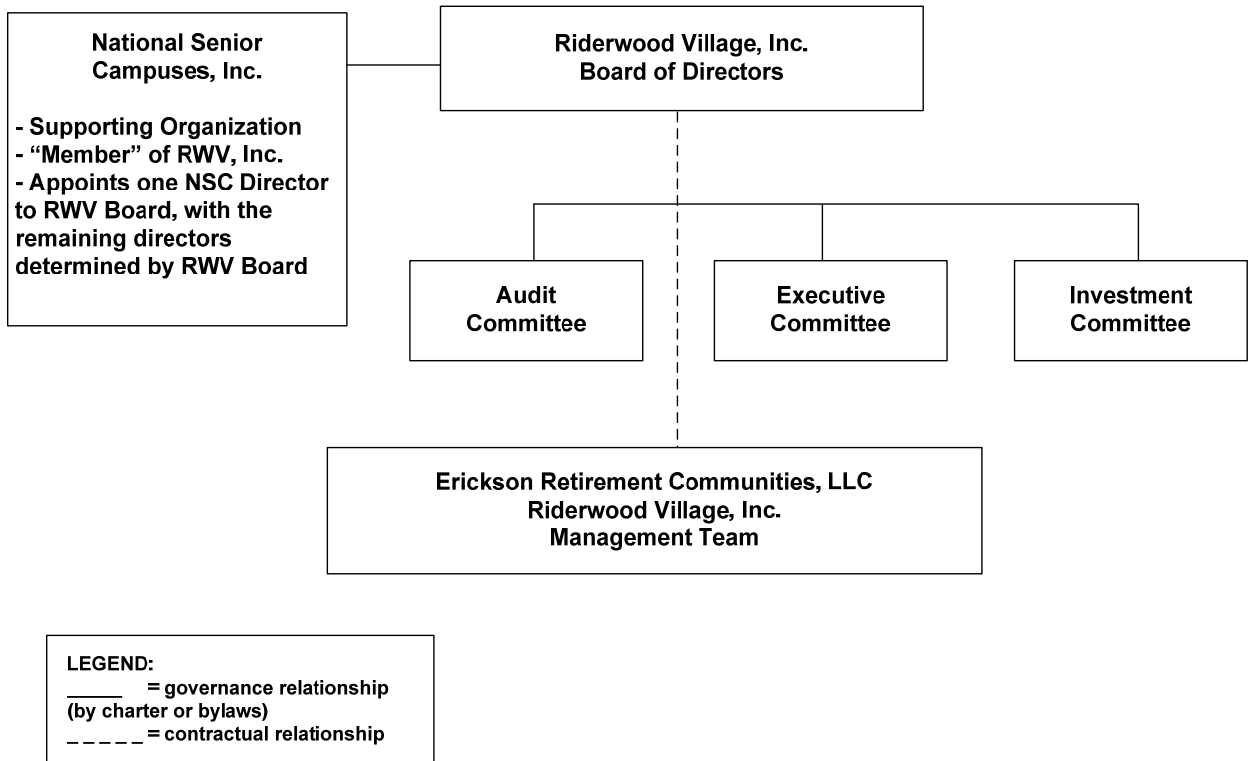 National Senior
Campuses, Inc.
- Supporting Organization
- “Member” of RWV, Inc.
- Appoints one NSC Director
to RWV Board, with the
remaining directors
determined by RWV Board
Riderwood Village, Inc.
Board of Directors
Audit
Committee
Executive
Committee
Investment
Committee
Erickson Retirement Communities, LLC
Riderwood Village, Inc.
Management Team
LEGEND:
_____ = governance relationship
(by charter or bylaws)
_ _ _ _ _ = contractual relationship